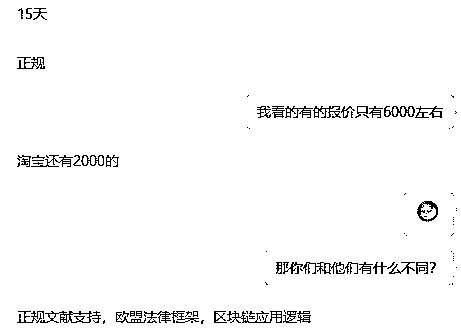 15天
正规
我看的有的报价只有6000左右
淘宝还有2000的
那你们和他们有什么不同?
正规文献支持，欧盟法律框架，区块链应用逻辑